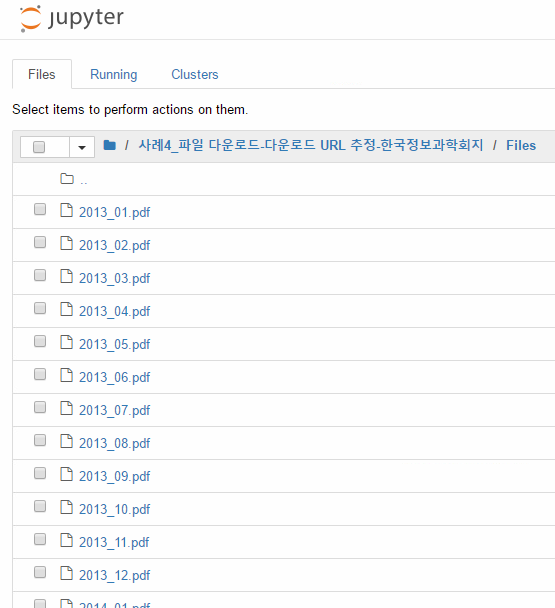 jupyter
Files Running Clusters
Select items to perform actions on them.
/ 사례4_파일 다운로드-다운로드 URL 추정-한국정보과학회지 / Files
..
2013_01.pdf
2013_02.pdf
2013_03.pdf
2013_04.pdf
2013_05.pdf
2013_06.pdf
2013_07.pdf
2013_08.pdf
2013_09.pdf
2013_10.pdf
2013_11.pdf
2013_12.pdf
2014_01.pdf